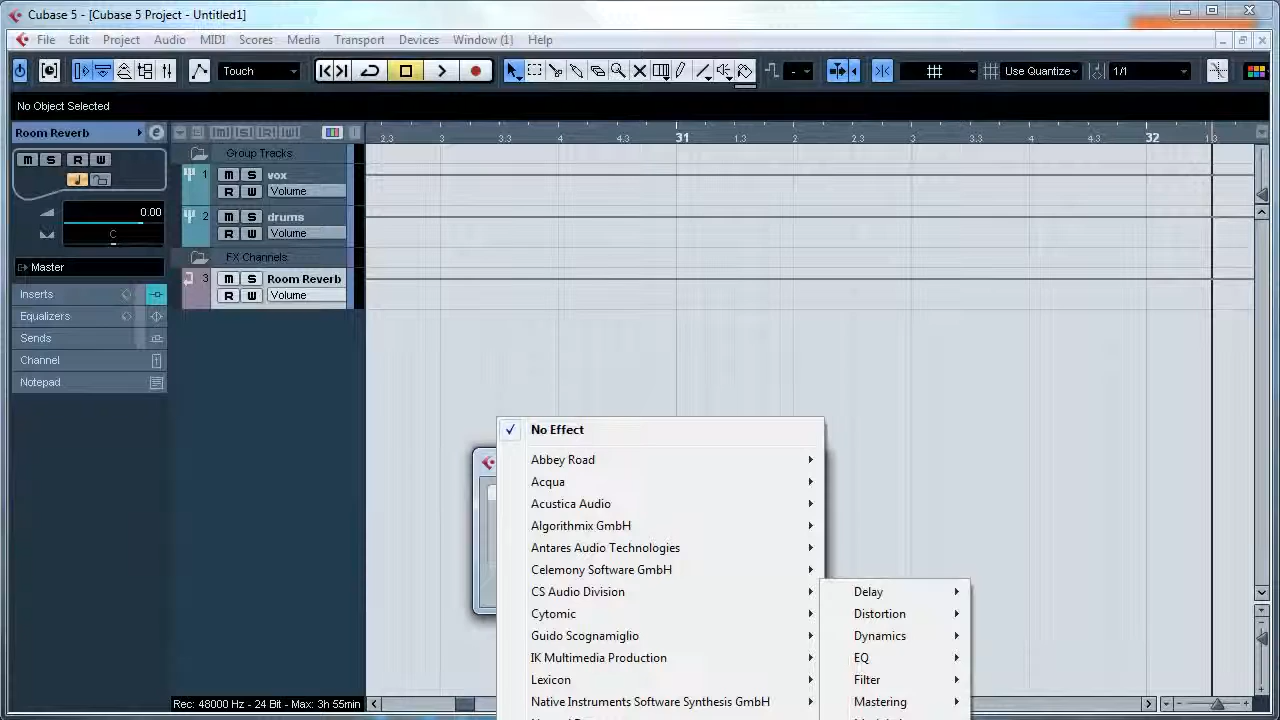 Cubase 5 - [Cubase 5 Project - Untitled1]
File Edit Project Audio MIDI Scores Media Transport Devices Window (1) Help
Touch - Use Quantize 1/1
No Object Selected
Room Reverb e
M S R W
0.00
C
Master
Inserts
Equalizers
Sends
Channel
Notepad
M S R W
2.3 3 3.3 4 4.3 31 1.3 2 2.3 3 3.3 4 4.3 32
Group Tracks
1 M S vox
R W Volume
2 M S drums
R W Volume
FX Channels
3 M S Room Reverb
R W Volume
No Effect
Abbey Road
Acqua
Acustica Audio
Algorithmix GmbH
Antares Audio Technologies
Celemony Software GmbH
CS Audio Division
Cytomic
Guido Scognamiglio
IK Multimedia Production
Lexicon
Native Instruments Software Synthesis GmbH
Delay
Distortion
Dynamics
EQ
Filter
Mastering
Rec: 48000 Hz - 24 Bit - Max: 3h 55min